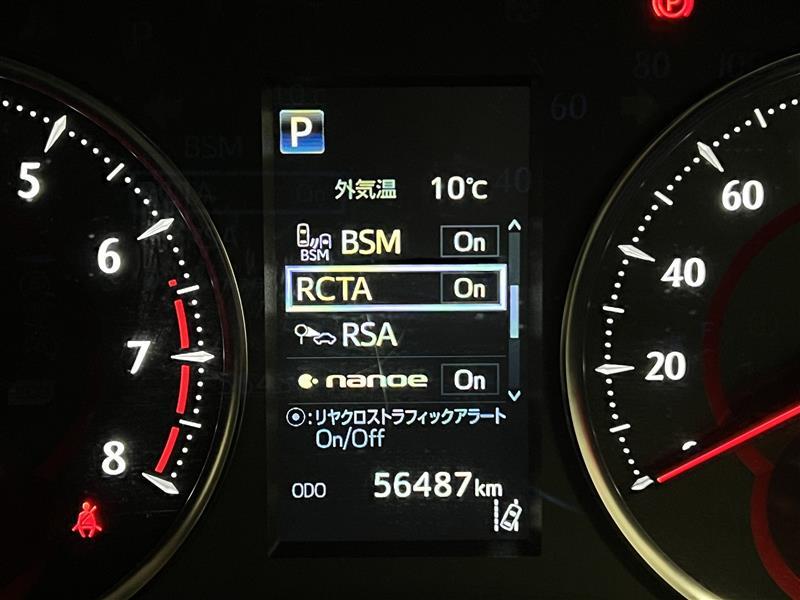 P
外気温 10℃
BSM BSM On
RCTA On
RSA
nanoe On
⦿:リヤクロストラフィックアラート
On/Off
ODO 56487km
5
6
7
8
60
40
20
P